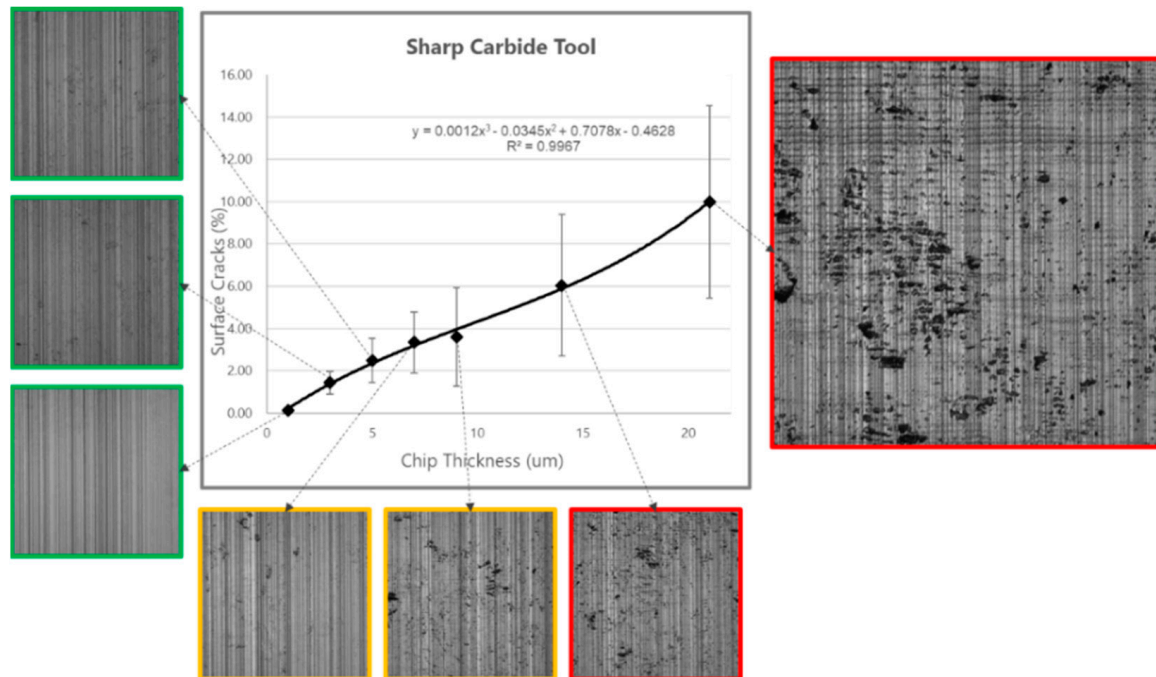 Sharp Carbide Tool
16.00
14.00
12.00
10.00
8.00
6.00
4.00
2.00
0.00
Surface Cracks (%)
y = 0.0012x³ - 0.0345x² + 0.7078x - 0.4628
R² = 0.9967
0 5 10 15 20
Chip Thickness (um)